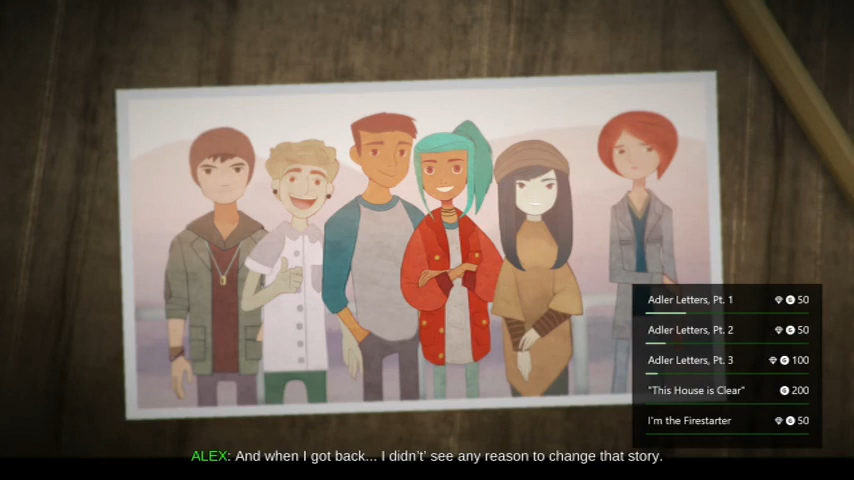 Adler Letters, Pt. 1 G 50
Adler Letters, Pt. 2 G 50
Adler Letters, Pt. 3 G 100
"This House is Clear" G 200
I'm the Firestarter G 50
ALEX: And when I got back... I didn't' see any reason to change that story.